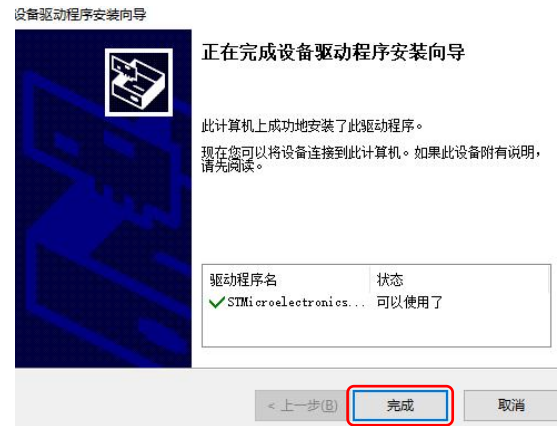 设备驱动程序安装向导
正在完成设备驱动程序安装向导
此计算机上成功地安装了此驱动程序。
现在您可以将设备连接到此计算机。如果此设备附有说明，
请先阅读。
驱动程序名 状态
STMicroelectronics... 可以使用了
< 上一步(B) 完成 取消